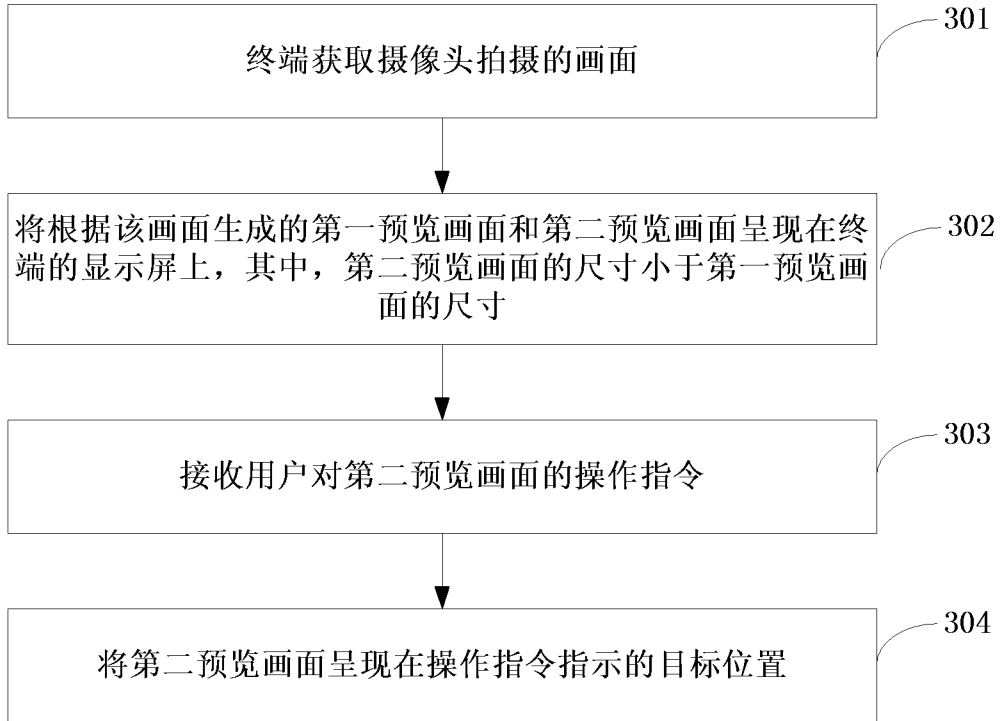 终端获取摄像头拍摄的画面
301
将根据该画面生成的第一预览画面和第二预览画面呈现在终
端的显示屏上，其中，第二预览画面的尺寸小于第一预览画
面的尺寸
302
接收用户对第二预览画面的操作指令
303
将第二预览画面呈现在操作指令指示的目标位置
304